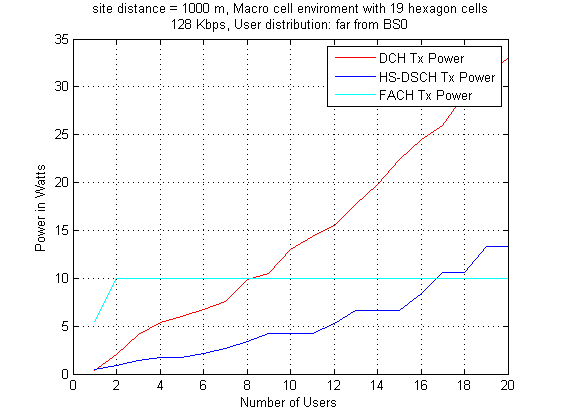 site distance = 1000 m, Macro cell enviroment with 19 hexagon cells
128 Kbps, User distribution: far from BS0
35
30
25
20
15
10
5
0
Power in Watts
DCH Tx Power
HS-DSCH Tx Power
FACH Tx Power
0 2 4 6 8 10 12 14 16 18 20
Number of Users